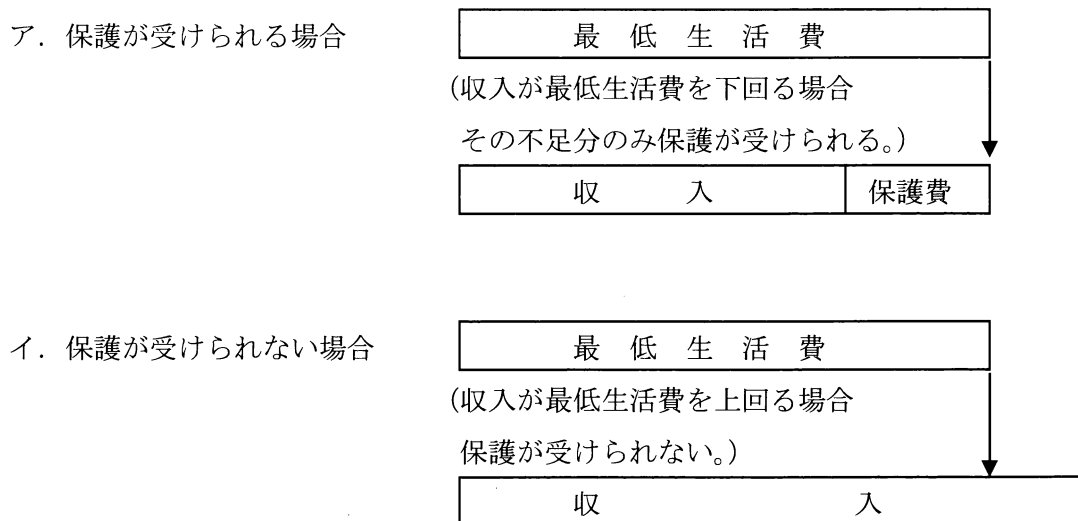 ア．保護が受けられる場合
最　低　生　活　費
(収入が最低生活費を下回る場合
その不足分のみ保護が受けられる。)
収　　　入
保護費
イ．保護が受けられない場合
最　低　生　活　費
(収入が最低生活費を上回る場合
保護が受けられない。)
収　　　　　　　　　入